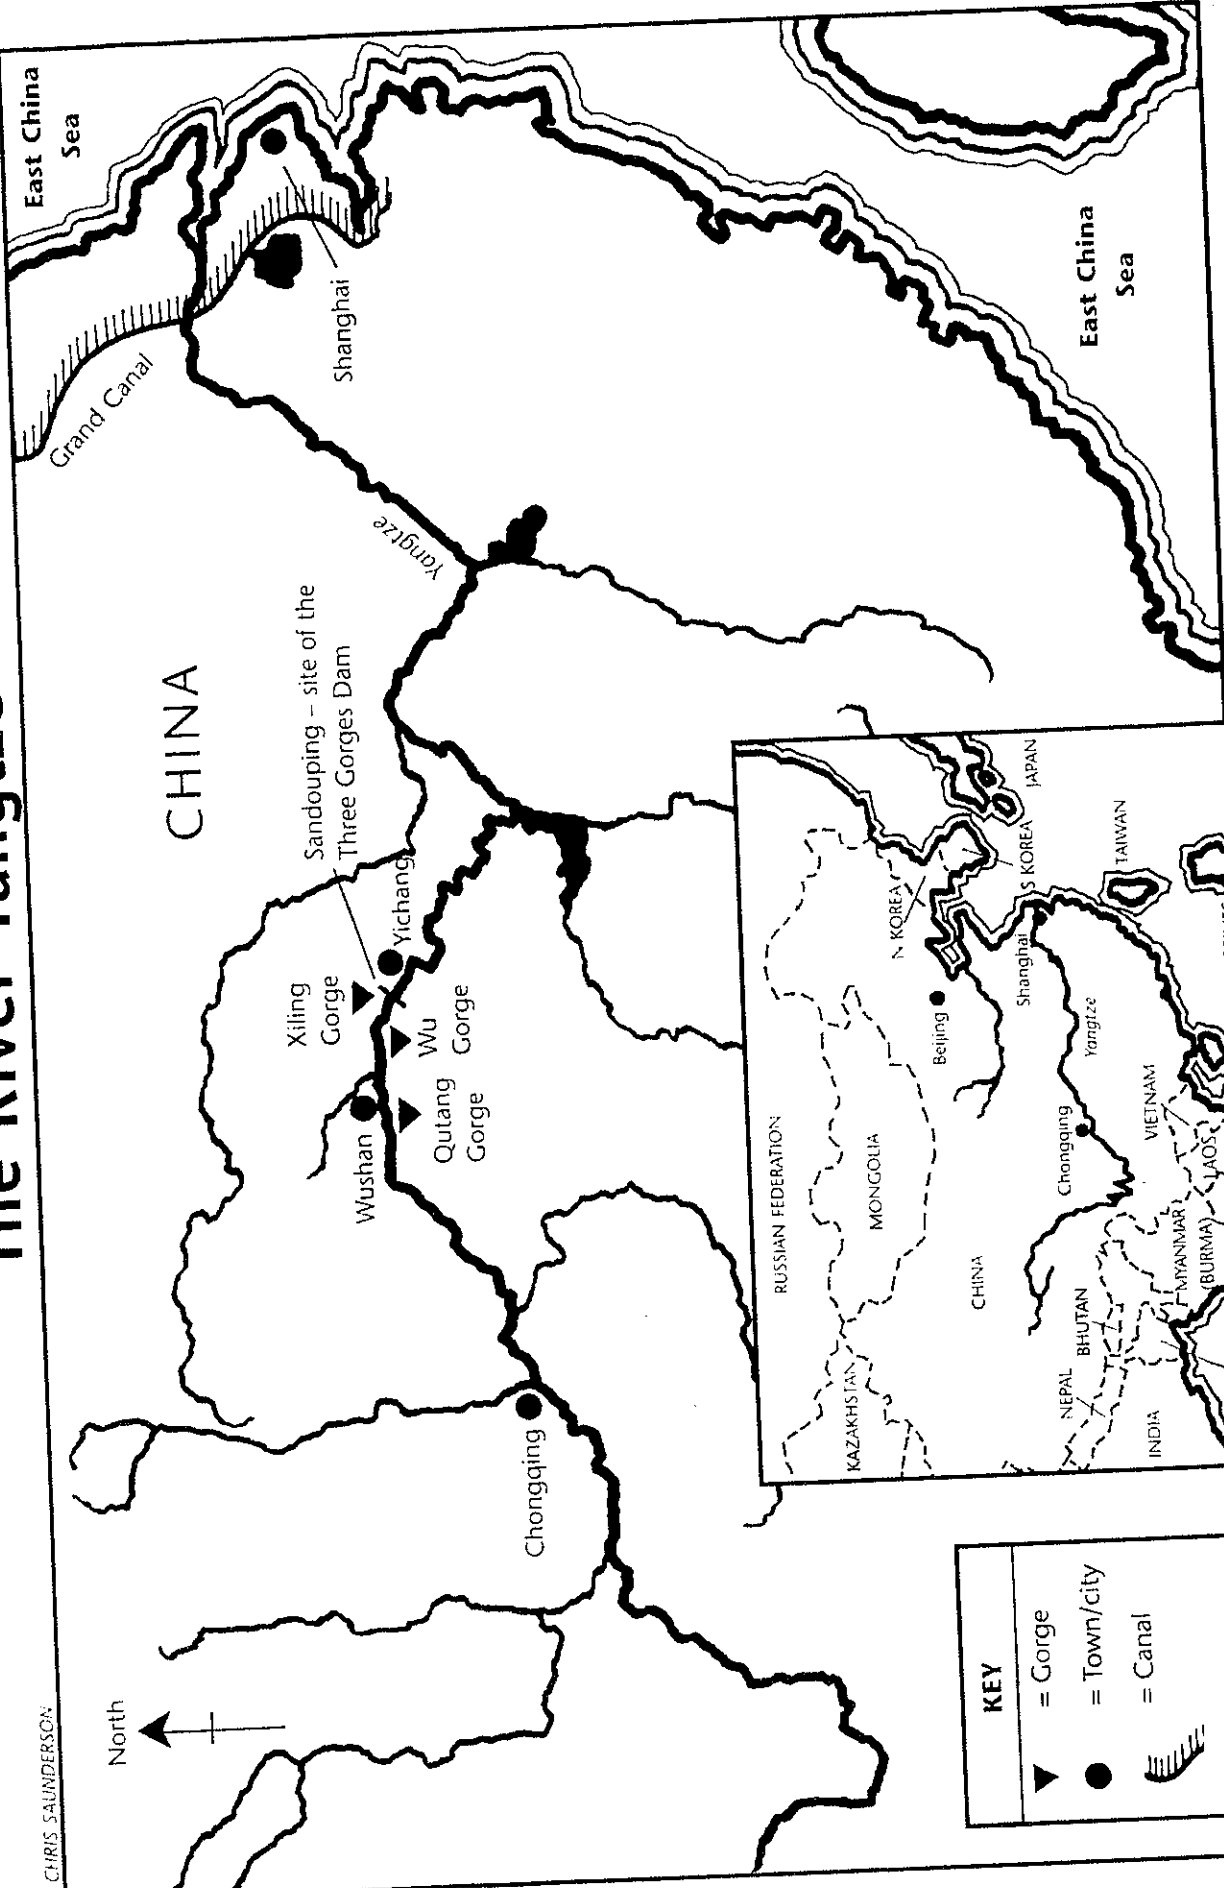 The River Yangtze
CHRIS SAUNDERSON
North
CHINA
East China
Sea
Grand Canal
Shanghai
Yangtze
Sandouping – site of the
Three Gorges Dam
Yichang
Xiling
Gorge
Wu
Gorge
Qutang
Gorge
Wushan
Chongqing
East China
Sea
KEY
= Gorge
= Town/city
= Canal
RUSSIAN FEDERATION
KAZAKHSTAN
MONGOLIA
CHINA
N KOREA
S KOREA
JAPAN
Beijing
Shanghai
Yangtze
Chongqing
TAIWAN
NEPAL
BHUTAN
INDIA
MYANMAR
(BURMA)
LAOS
VIETNAM